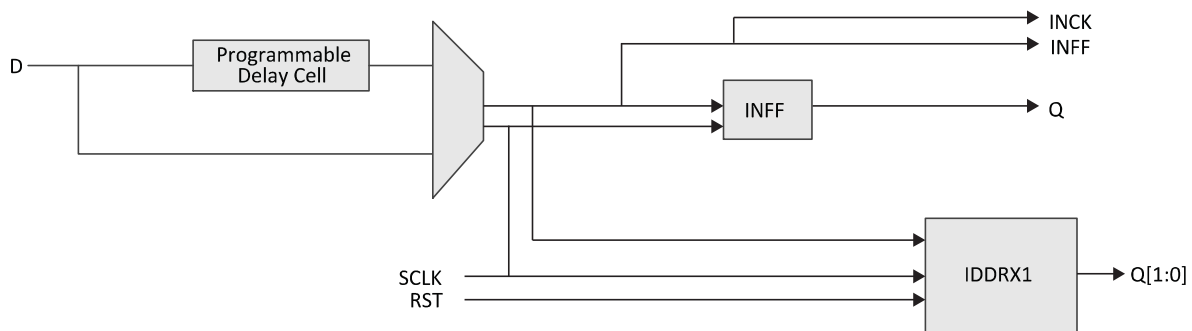 INCK
INFF
D
Programmable
Delay Cell
INFF
Q
SCLK
RST
IDDRX1
Q[1:0]